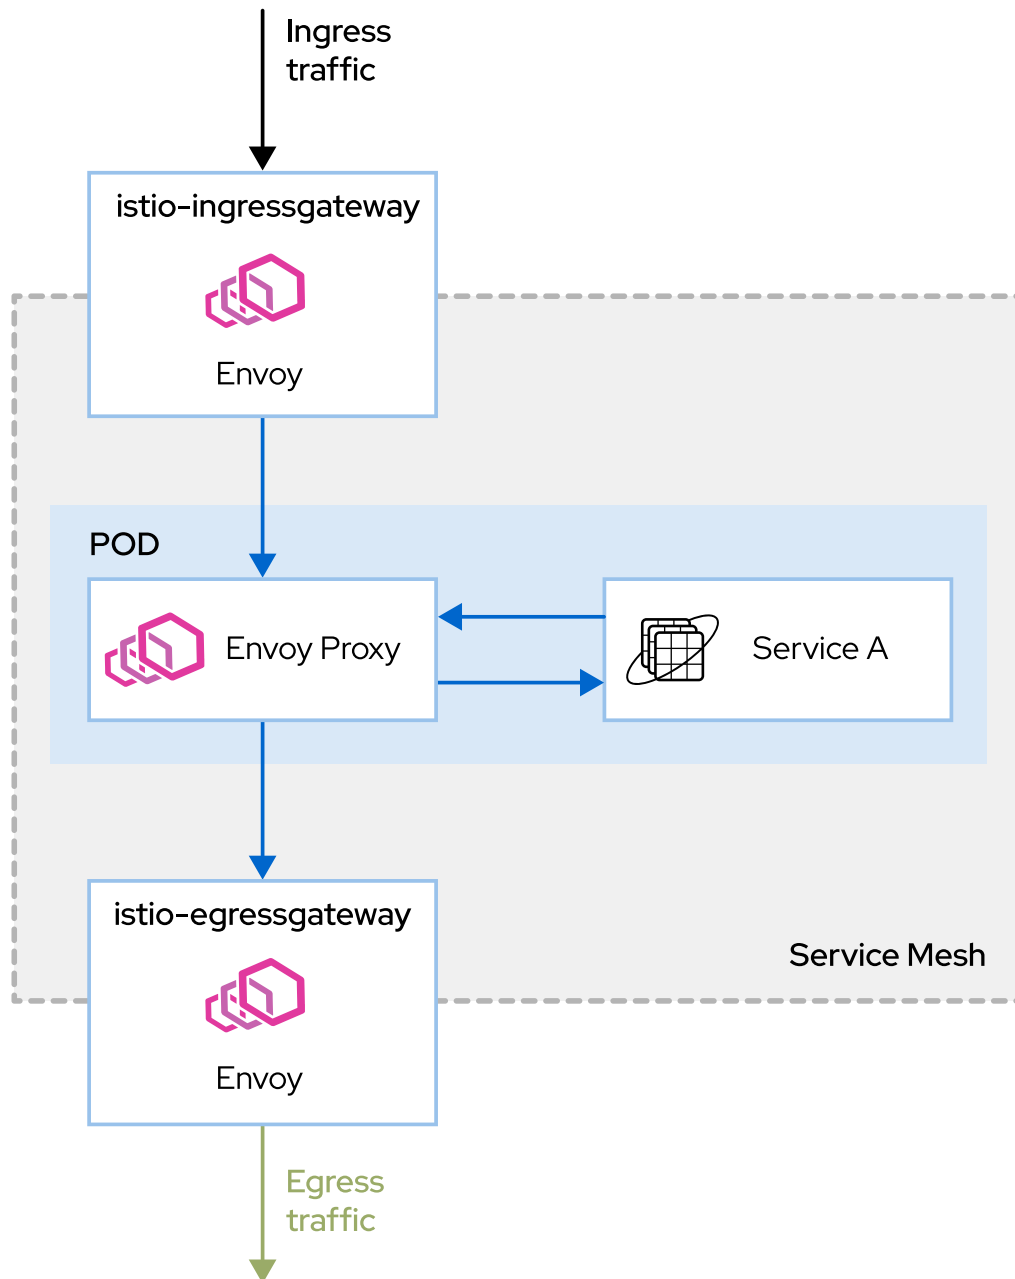 Ingress
traffic
istio-ingressgateway
Envoy
POD
Envoy Proxy
Service A
istio-egressgateway
Service Mesh
Envoy
Egress
traffic